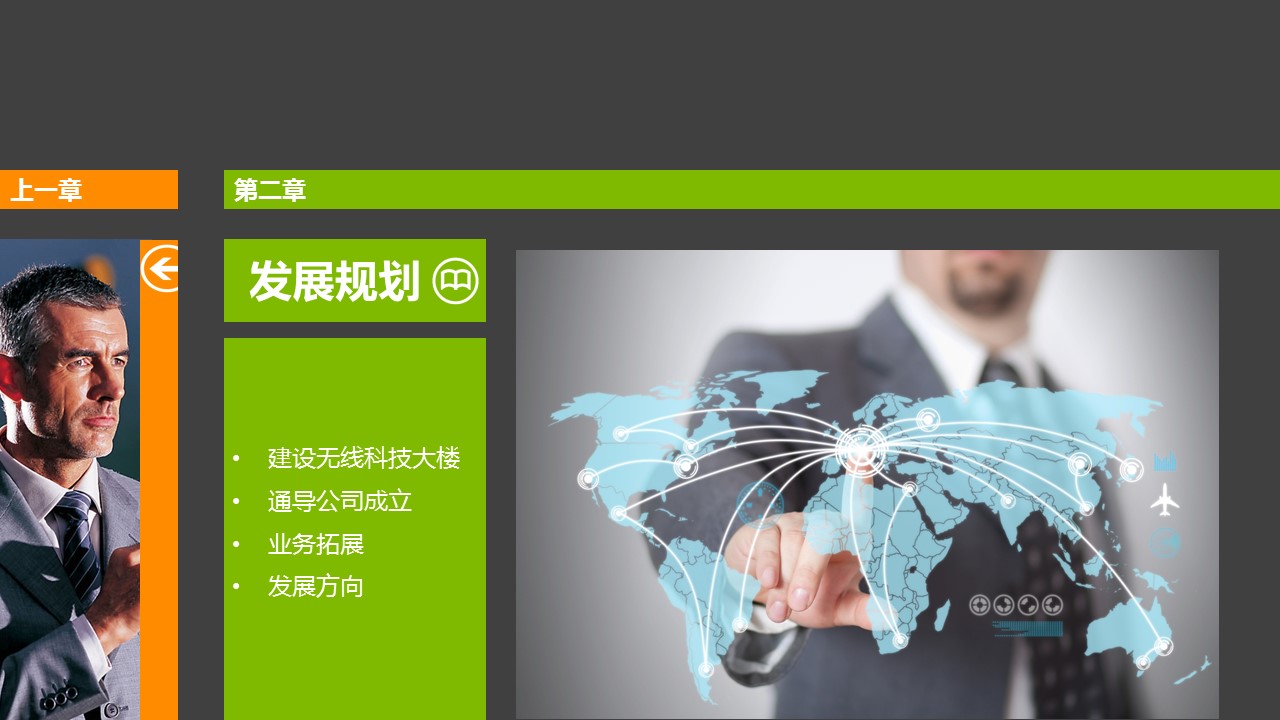 上一章
第二章
发展规划
• 建设无线科技大楼
• 通导公司成立
• 业务拓展
• 发展方向